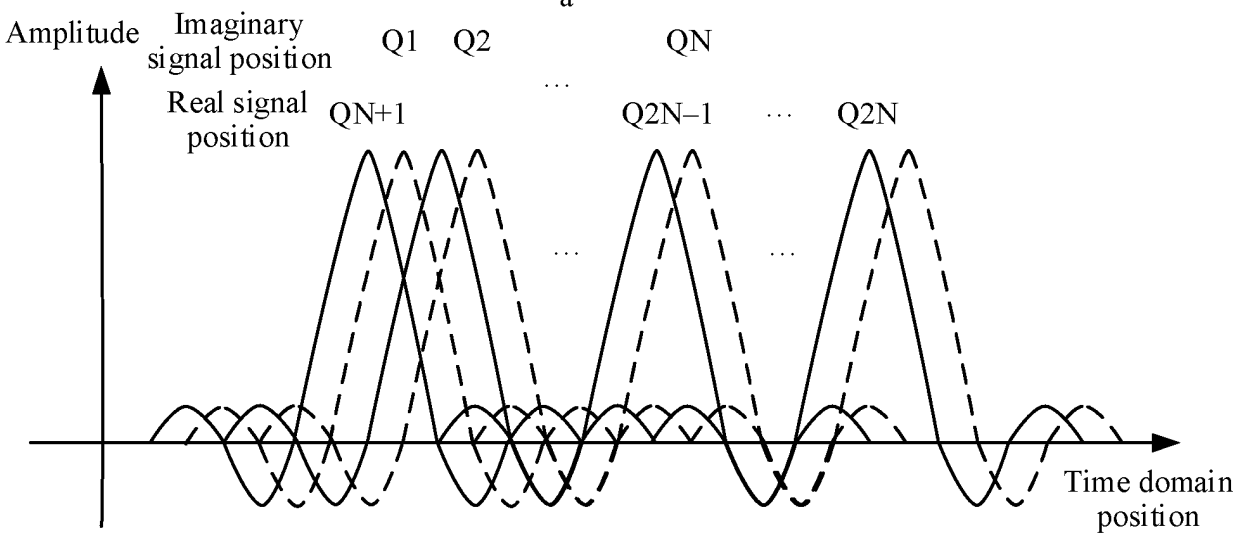 a
Amplitude
Imaginary
signal position
Q1 Q2 ... QN
Real signal
position
QN+1 ... Q2N–1 ... Q2N
... ...
Time domain
position